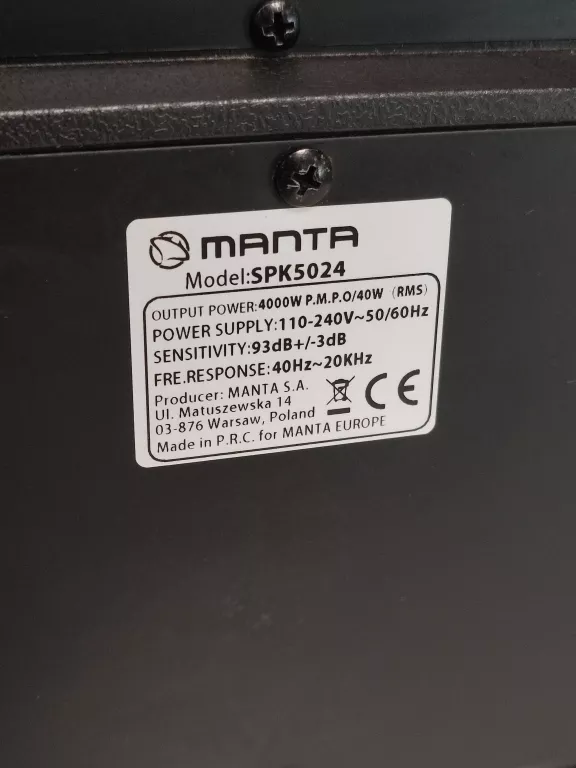 MANTA
Model:SPK5024
OUTPUT POWER:4000W P.M.P.O/40W (RMS)
POWER SUPPLY:110-240V~50/60Hz
SENSITIVITY:93dB+/-3dB
FRE.RESPONSE:40Hz~20KHz
Producer: MANTA S.A.
Ul. Matuszewska 14
03-876 Warsaw, Poland
CE
Made in P.R.C. for MANTA EUROPE